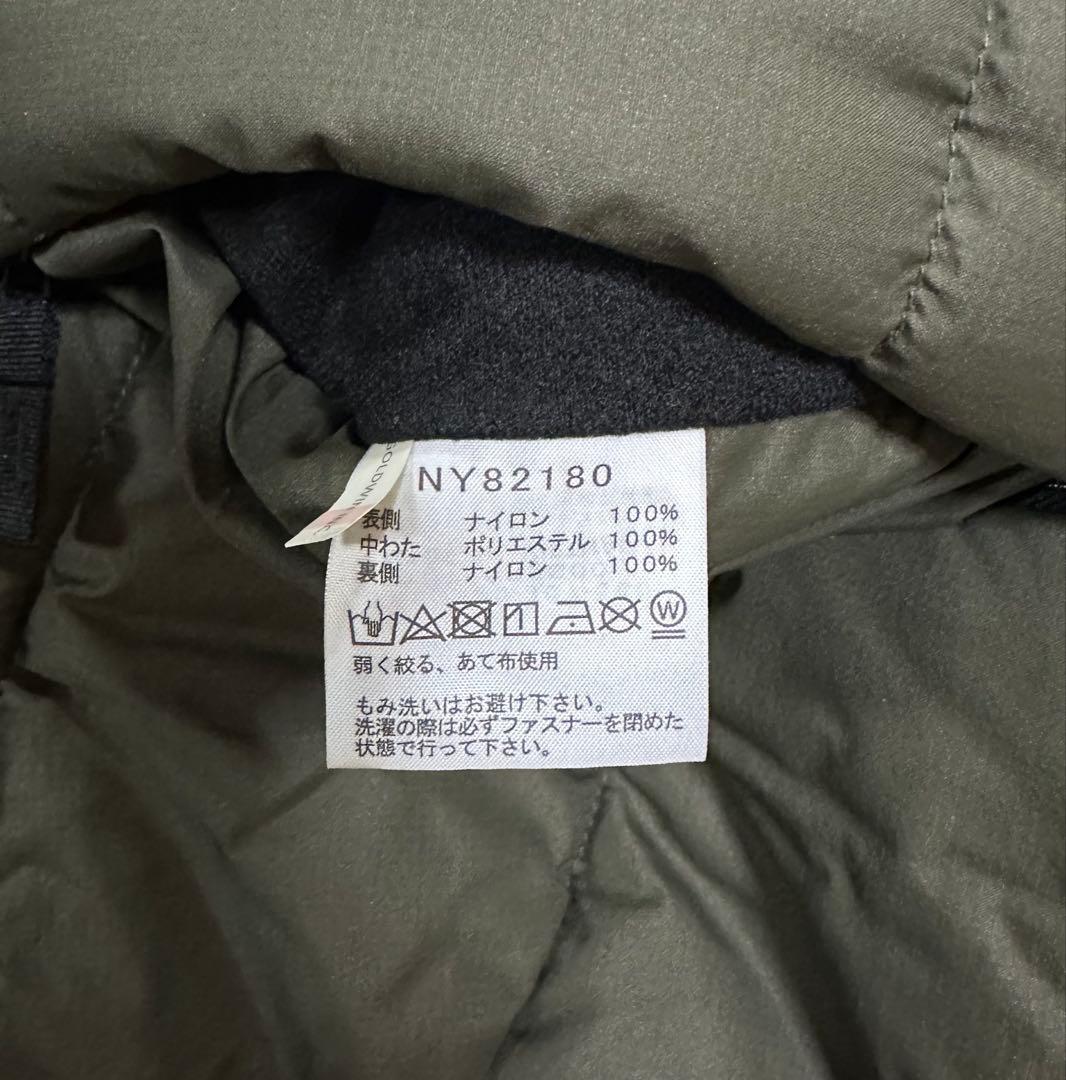 GOLDWIN INC.
NY82180
表側 ナイロン 100%
中わた ポリエステル 100%
裏側 ナイロン 100%
W
弱く絞る、あて布使用
もみ洗いはお避け下さい。
洗濯の際は必ずファスナーを閉めた
状態で行って下さい。